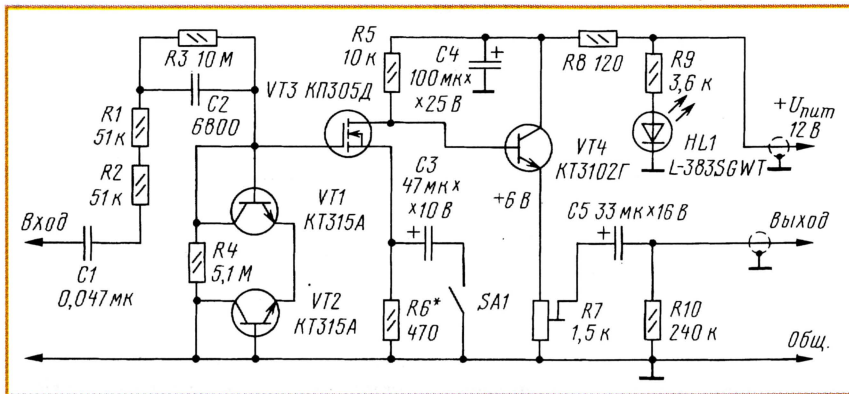 R3 10 М
C2
6800
R1
51 к
R2
51 к
Вход
C1
0,047 мк
R4
5,1 М
VT1
КТ315А
VT2
КТ315А
VT3 КП305Д
R5
10 к
C4
100 мк×
×25 В
C3
47 мк×
×10 В
R6*
470
SA1
VT4
КТ3102Г
+6 В
R7
1,5 к
R8 120
R9
3,6 к
HL1
L-383SGWT
+Uпит
12 В
C5 33 мк×16 В
R10
240 к
Выход
Общ.